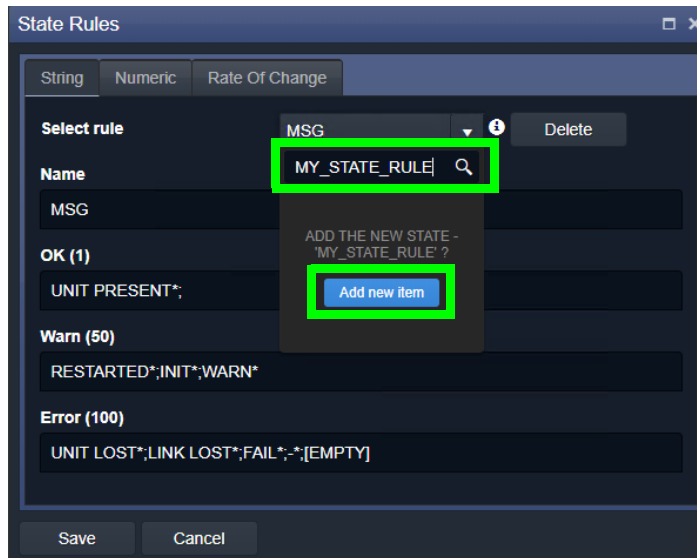 State Rules
String Numeric Rate Of Change
Select rule MSG Delete
MY_STATE_RULE
Name
MSG
ADD THE NEW STATE -
'MY_STATE_RULE' ?
Add new item
OK (1)
UNIT PRESENT*;
Warn (50)
RESTARTED*;INIT*;WARN*
Error (100)
UNIT LOST*;LINK LOST*;FAIL*;-*;[EMPTY]
Save Cancel